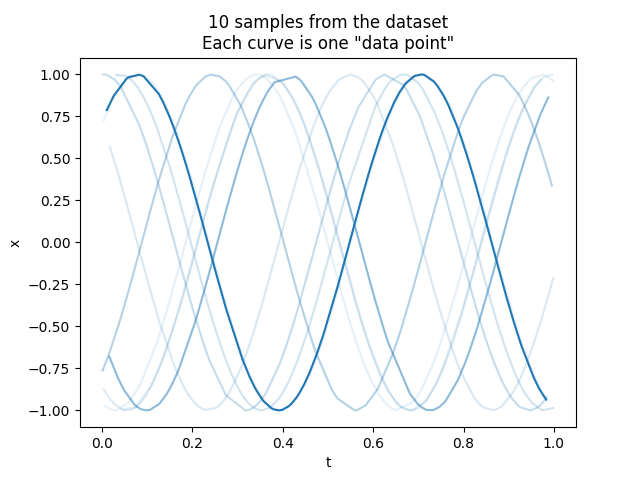 10 samples from the dataset
Each curve is one "data point"
1.00
0.75
0.50
0.25
0.00
−0.25
−0.50
−0.75
−1.00
x
0.0 0.2 0.4 0.6 0.8 1.0
t